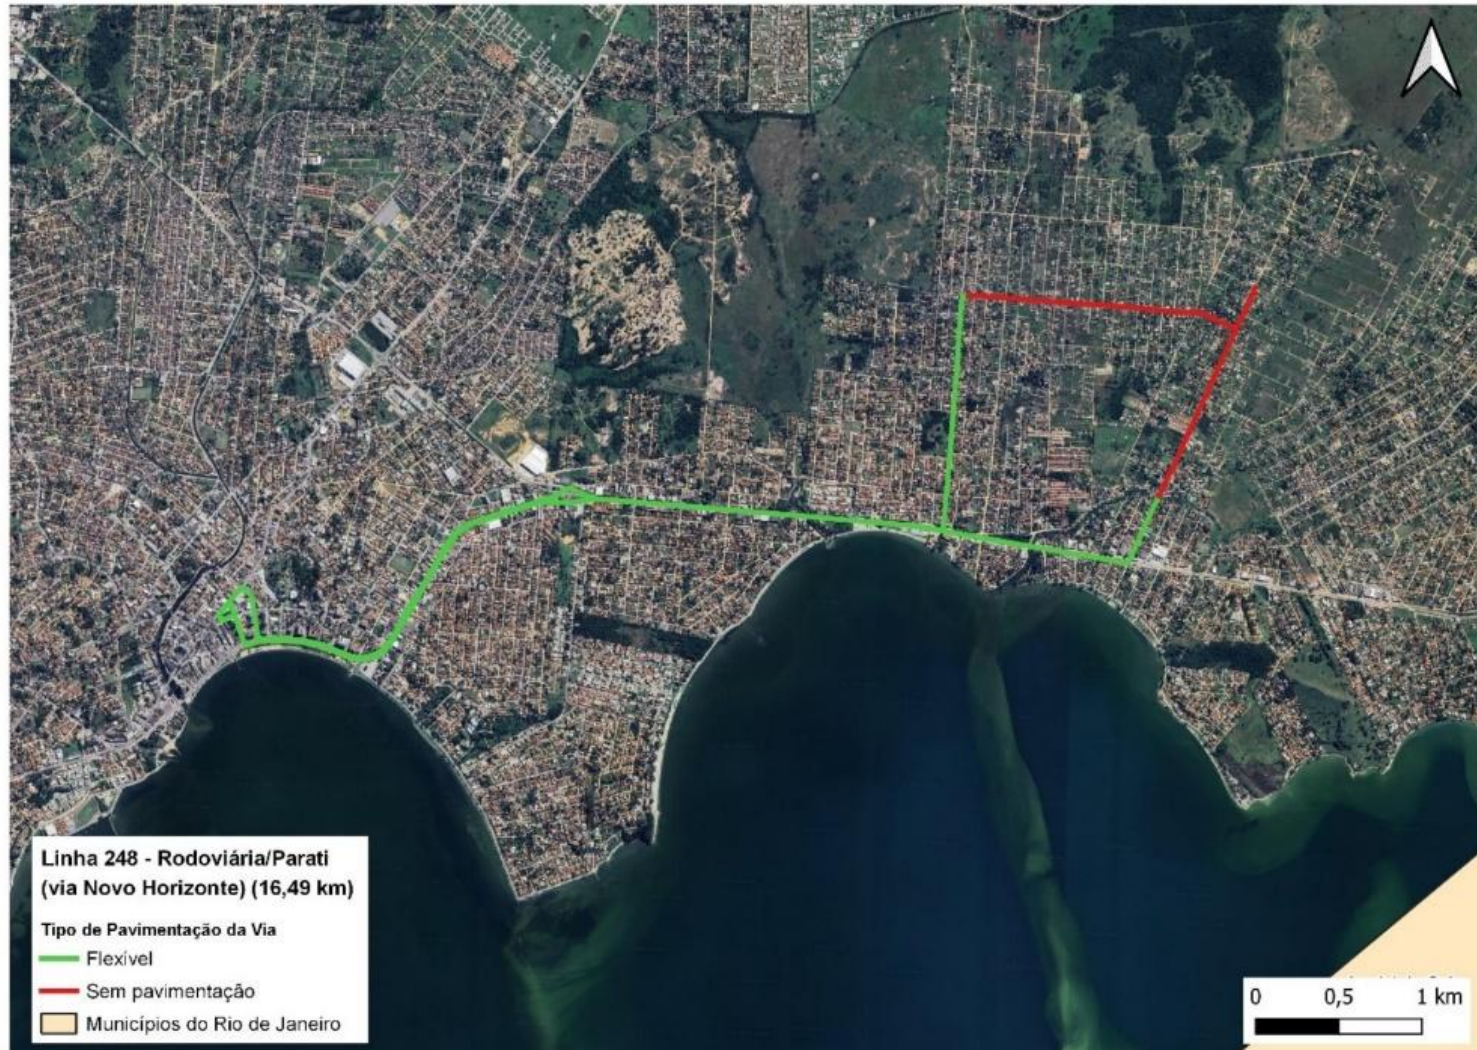 Linha 248 - Rodoviária/Parati
(via Novo Horizonte) (16,49 km)
Tipo de Pavimentação da Via
Flexível
Sem pavimentação
Municípios do Rio de Janeiro
0 0,5 1 km